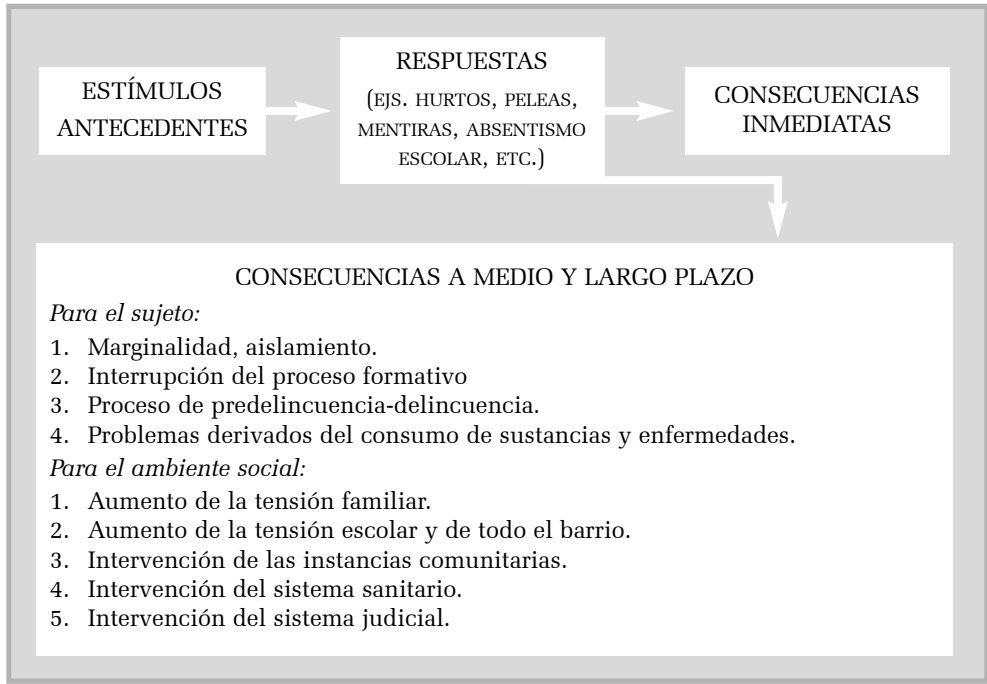 ESTÍMULOS
ANTECEDENTES
RESPUESTAS
(EJS. HURTOS, PELEAS,
MENTIRAS, ABSENTISMO
ESCOLAR, ETC.)
CONSECUENCIAS
INMEDIATAS
CONSECUENCIAS A MEDIO Y LARGO PLAZO
Para el sujeto:
1. Marginalidad, aislamiento.
2. Interrupción del proceso formativo
3. Proceso de predelincuencia-delincuencia.
4. Problemas derivados del consumo de sustancias y enfermedades.
Para el ambiente social:
1. Aumento de la tensión familiar.
2. Aumento de la tensión escolar y de todo el barrio.
3. Intervención de las instancias comunitarias.
4. Intervención del sistema sanitario.
5. Intervención del sistema judicial.